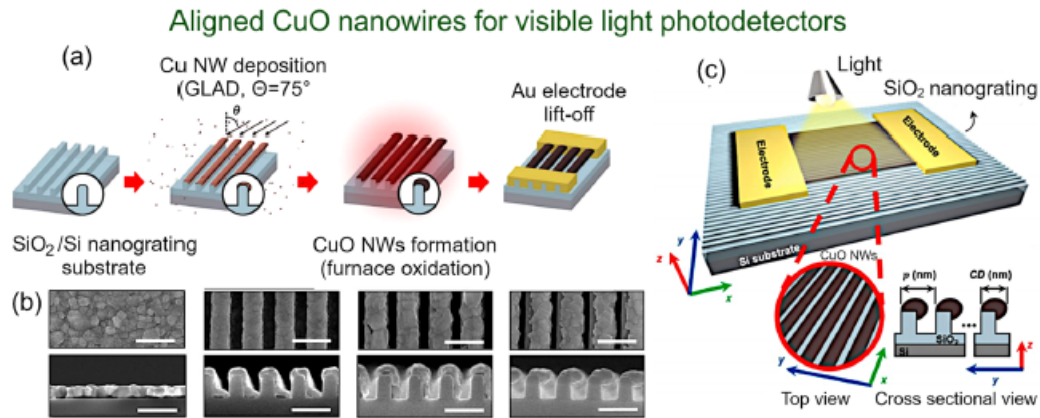 Aligned CuO nanowires for visible light photodetectors
(a)
Cu NW deposition
(GLAD, Θ=75°
θ
Au electrode
lift-off
SiO₂/Si nanograting
substrate
CuO NWs formation
(furnace oxidation)
(b)
(c)
Light
SiO₂ nanograting
Electrode
Electrode
Si substrate
y
z
x
CuO NWs
p (nm)
CD (nm)
SiO₂
Si
z
y
x
y
Top view
Cross sectional view